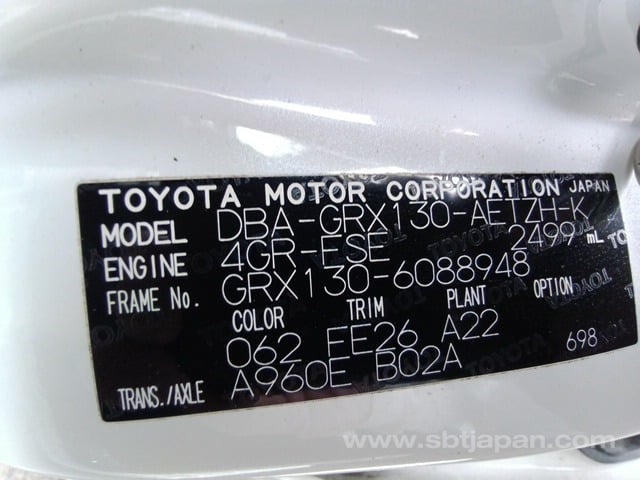 TOYOTA MOTOR CORPORATION JAPAN
MODEL DBA-GRX130-AETZH-K
ENGINE 4GR-FSE 2499 mL
FRAME No. GRX130-6088948
COLOR TRIM PLANT OPTION
062 FE26 A22
TRANS./AXLE A960E B02A 698
www.sbtjapan.com